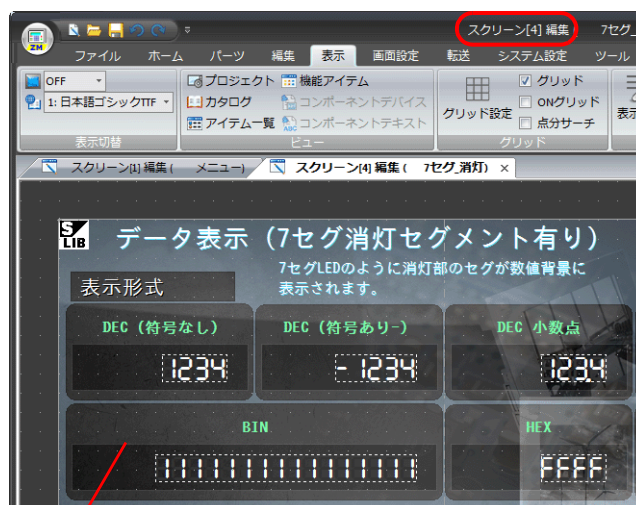 スクリーン[4] 編集 7セグ_
ZM
ファイル ホーム パーツ 編集 表示 画面設定 転送 システム設定 ツール
OFF プロジェクト 機能アイテム グリッド
1: 日本語ゴシックTTF カタログ コンポーネントデバイス グリッド設定 ONグリッド 表示
アイテム一覧 コンポーネントテキスト 点分サーチ
表示切替 ビュー グリッド
スクリーン[1] 編集 ( メニュー) スクリーン[4] 編集 ( 7セグ_消灯) ×
S LIB データ表示 (7セグ消灯セグメント有り)
7セグLEDのように消灯部のセグが数値背景に
表示されます。
表示形式
DEC (符号なし) DEC (符号あり-) DEC 小数点
1234 - 1234 123.4
BIN HEX
1111111111111111 FFFF